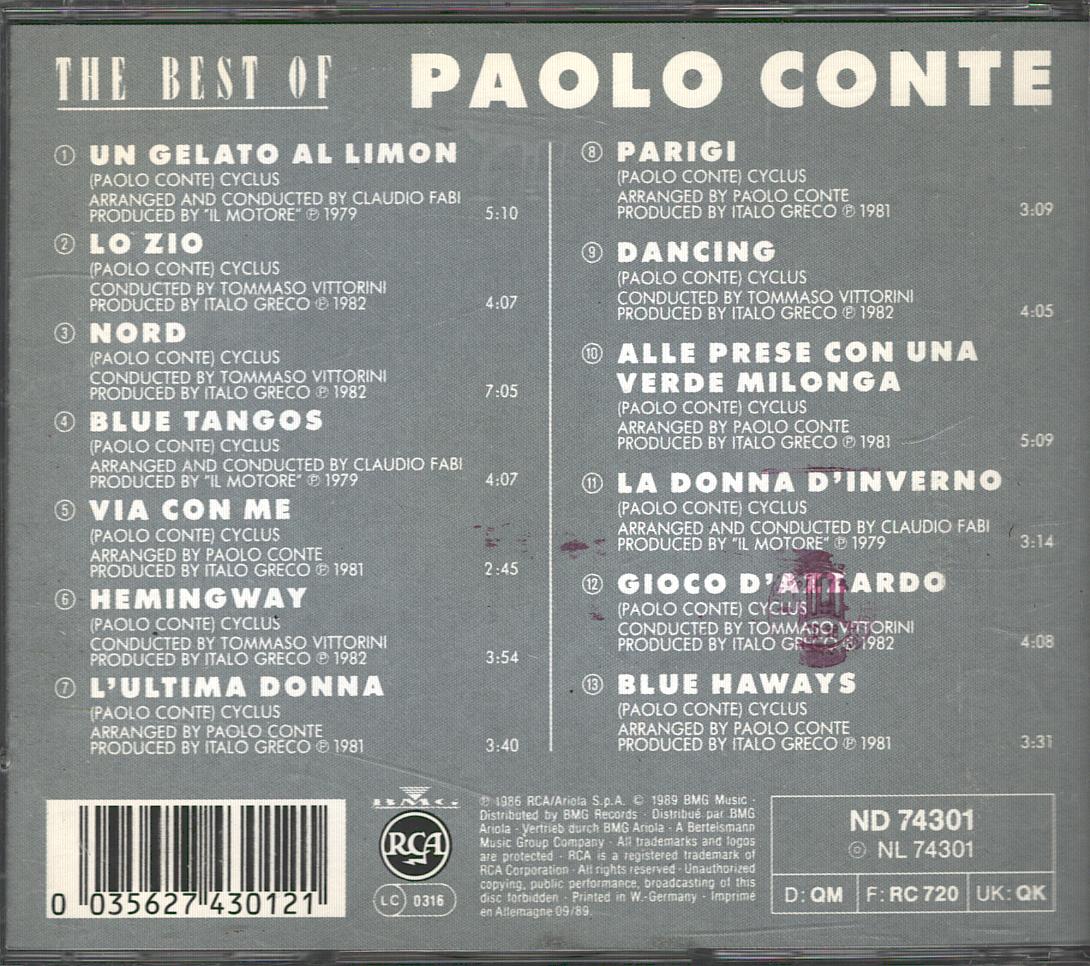 THE BEST OF PAOLO CONTE
① UN GELATO AL LIMON
(PAOLO CONTE) CYCLUS
ARRANGED AND CONDUCTED BY CLAUDIO FABI
PRODUCED BY "IL MOTORE" ℗ 1979 5:10
② LO ZIO
(PAOLO CONTE) CYCLUS
CONDUCTED BY TOMMASO VITTORINI
PRODUCED BY ITALO GRECO ℗ 1982 4:07
③ NORD
(PAOLO CONTE) CYCLUS
CONDUCTED BY TOMMASO VITTORINI
PRODUCED BY ITALO GRECO ℗ 1982 7:05
④ BLUE TANGOS
(PAOLO CONTE) CYCLUS
ARRANGED AND CONDUCTED BY CLAUDIO FABI
PRODUCED BY "IL MOTORE" ℗ 1979 4:07
⑤ VIA CON ME
(PAOLO CONTE) CYCLUS
ARRANGED BY PAOLO CONTE
PRODUCED BY ITALO GRECO ℗ 1981 2:45
⑥ HEMINGWAY
(PAOLO CONTE) CYCLUS
CONDUCTED BY TOMMASO VITTORINI
PRODUCED BY ITALO GRECO ℗ 1982 3:54
⑦ L'ULTIMA DONNA
(PAOLO CONTE) CYCLUS
ARRANGED BY PAOLO CONTE
PRODUCED BY ITALO GRECO ℗ 1981 3:40
⑧ PARIGI
(PAOLO CONTE) CYCLUS
ARRANGED BY PAOLO CONTE
PRODUCED BY ITALO GRECO ℗ 1981 3:09
⑨ DANCING
(PAOLO CONTE) CYCLUS
CONDUCTED BY TOMMASO VITTORINI
PRODUCED BY ITALO GRECO ℗ 1982 4:05
⑩ ALLE PRESE CON UNA
VERDE MILONGA
(PAOLO CONTE) CYCLUS
ARRANGED BY PAOLO CONTE
PRODUCED BY ITALO GRECO ℗ 1981 5:09
⑪ LA DONNA D'INVERNO
(PAOLO CONTE) CYCLUS
ARRANGED AND CONDUCTED BY CLAUDIO FABI
PRODUCED BY "IL MOTORE" ℗ 1979 3:14
⑫ GIOCO D'AZZARDO
(PAOLO CONTE) CYCLUS
CONDUCTED BY TOMMASO VITTORINI
PRODUCED BY ITALO GRECO ℗ 1982 4:08
⑬ BLUE HAWAYS
(PAOLO CONTE) CYCLUS
ARRANGED BY PAOLO CONTE
PRODUCED BY ITALO GRECO ℗ 1981 3:31
0 035627 430121
BMG
RCA
LC 0316
℗ 1986 RCA/Ariola S.p.A. © 1989 BMG Music ·
Distributed by BMG Records · Distribué par BMG
Ariola · Vertrieb durch BMG Ariola · A Bertelsmann
Music Group Company · All trademarks and logos
are protected · RCA is a registered trademark of
RCA Corporation · All rights reserved · Unauthorized
copying, public performance, broadcasting of this
disc forbidden · Printed in W.-Germany · Imprimé
en Allemagne 09/89.
ND 74301
NL 74301
D: QM F: RC 720 UK: QK